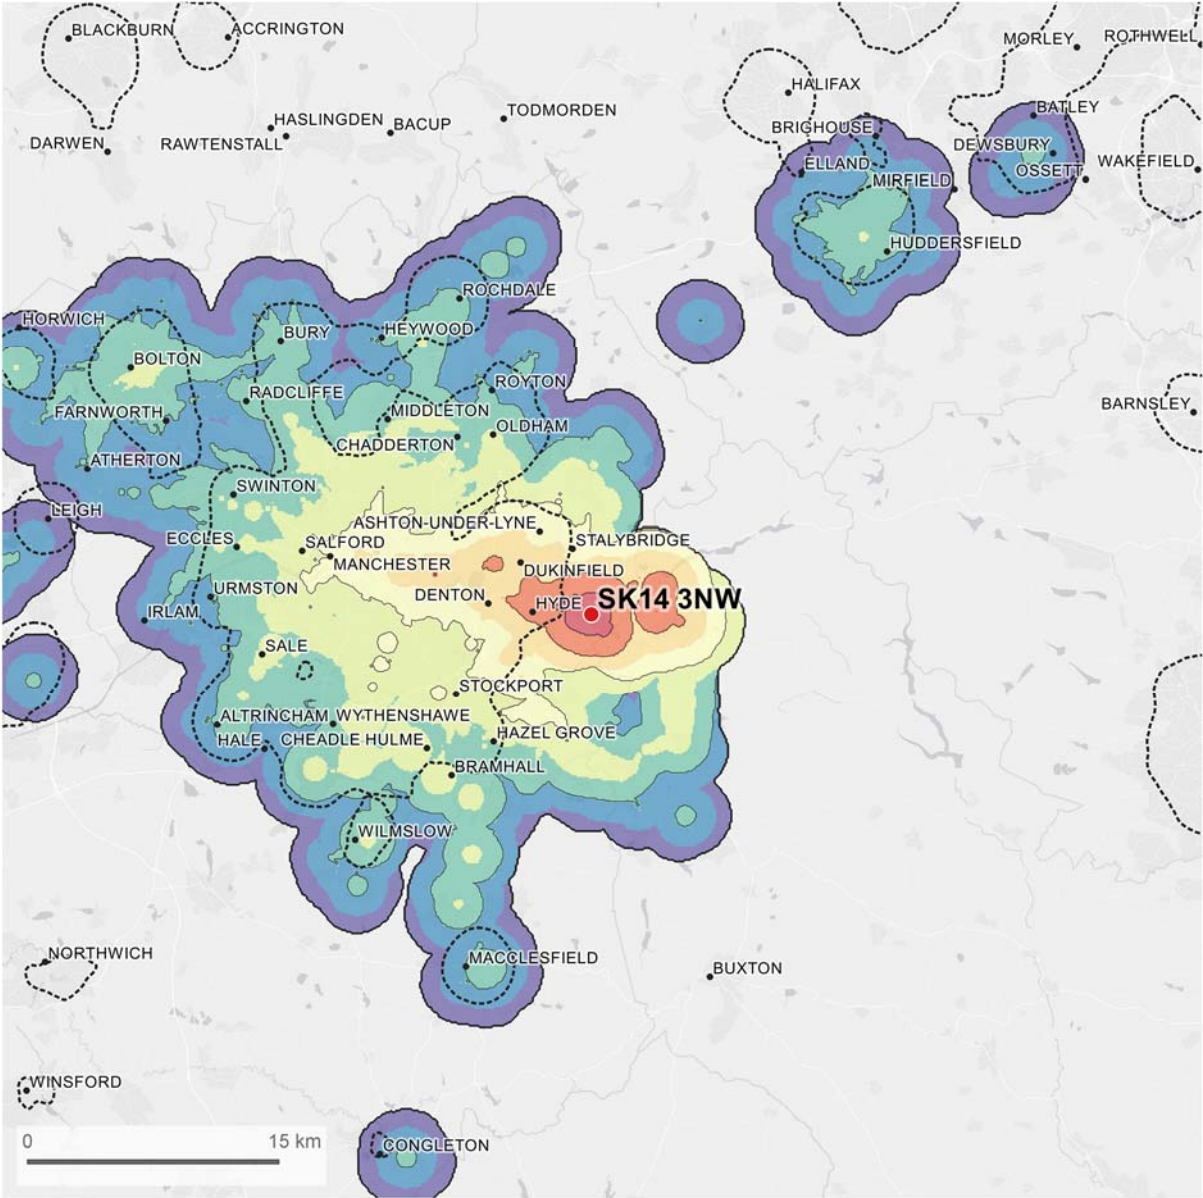 BLACKBURN
ACCRINGTON
MORLEY
ROTHWELL
HALIFAX
BATLEY
TODMORDEN
HASLINGDEN
BACUP
BRIGHOUSE
DARWEN
RAWTENSTALL
DEWSBURY
WAKEFIELD
ELLAND
OSSETT
MIRFIELD
HUDDERSFIELD
ROCHDALE
HORWICH
BURY
HEYWOOD
BOLTON
ROYTON
RADCLIFFE
BARNSLEY
FARNWORTH
MIDDLETON
OLDHAM
CHADDERTON
ATHERTON
SWINTON
LEIGH
ASHTON-UNDER-LYNE
ECCLES
SALFORD
STALYBRIDGE
MANCHESTER
DUKINFIELD
URMSTON
DENTON
HYDE
SK14 3NW
IRLAM
SALE
STOCKPORT
ALTRINCHAM
WYTHENSHAWE
HALE
CHEADLE HULME
HAZEL GROVE
BRAMHALL
WILMSLOW
NORTHWICH
MACCLESFIELD
BUXTON
WINSFORD
0
15 km
CONGLETON